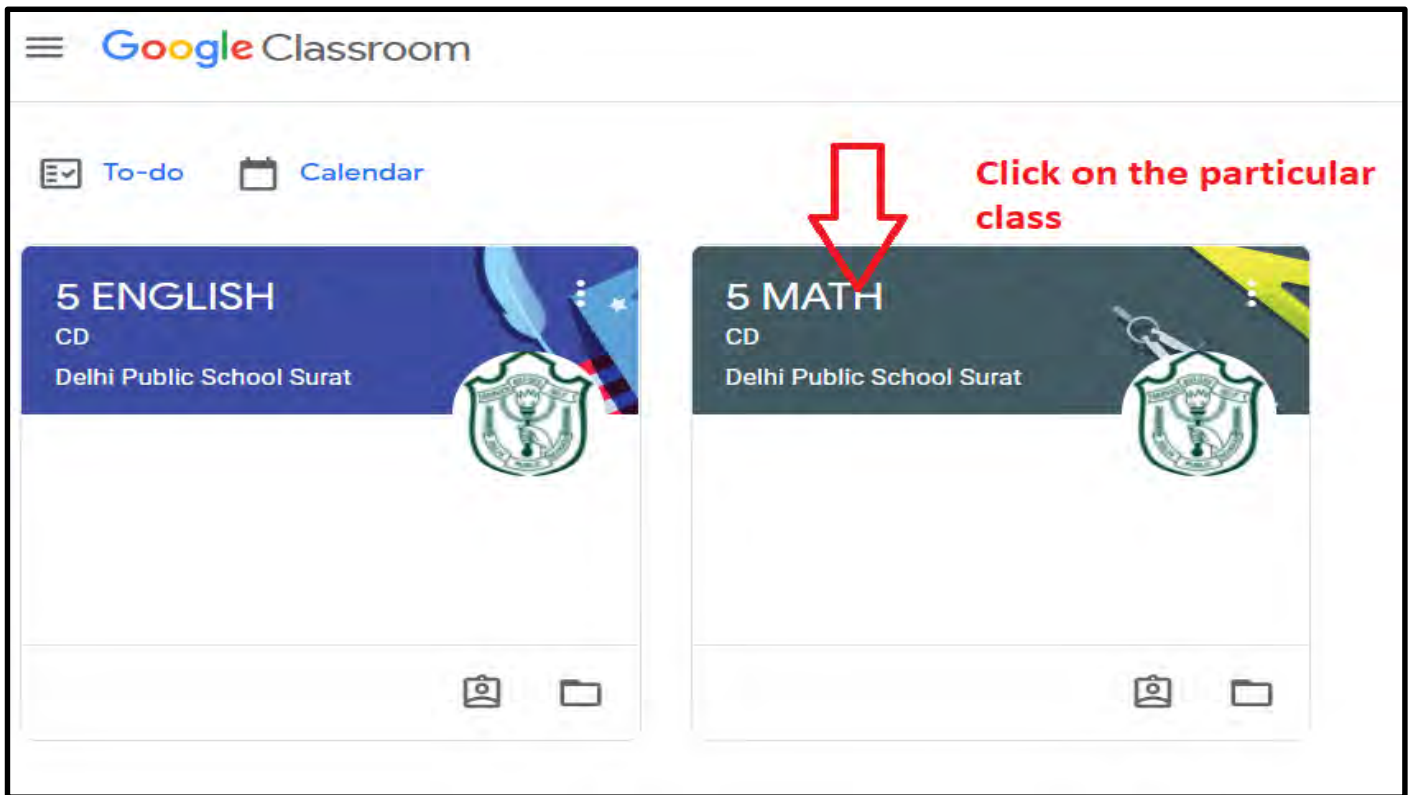 Google Classroom
To-do Calendar
Click on the particular
class
5 ENGLISH
CD
Delhi Public School Surat
5 MATH
CD
Delhi Public School Surat